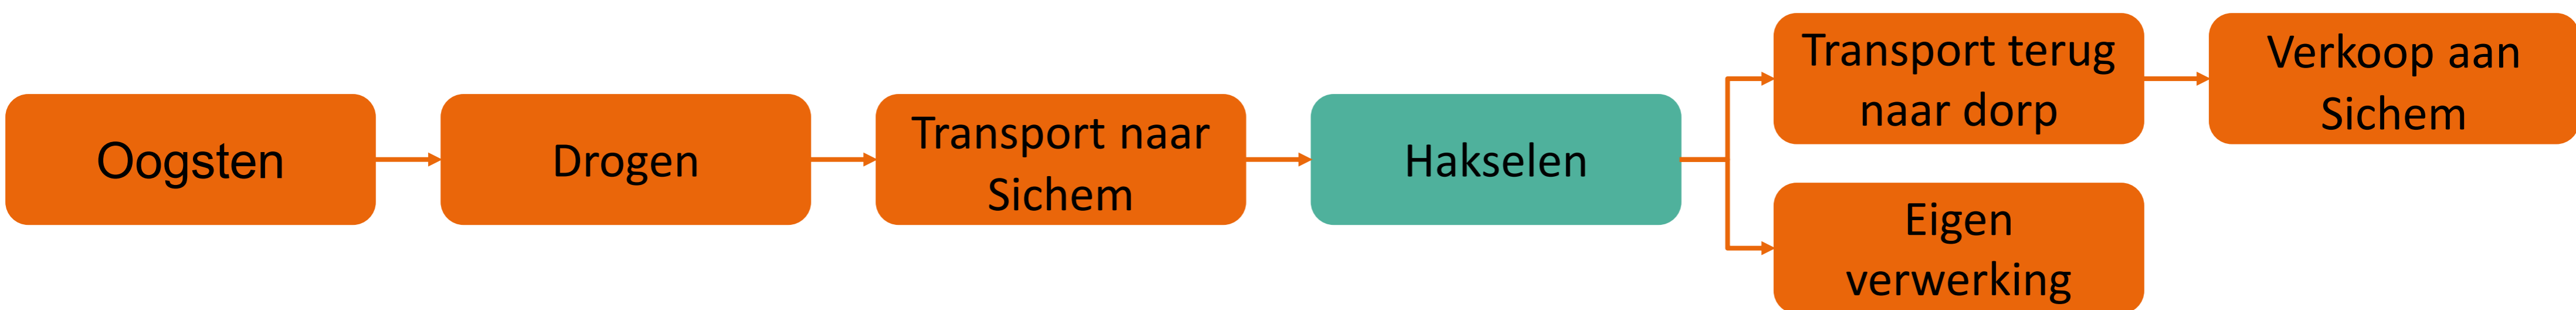 Oogsten
Drogen
Transport naar
Sichem
Hakselen
Transport terug
naar dorp
Verkoop aan
Sichem
Eigen
verwerking